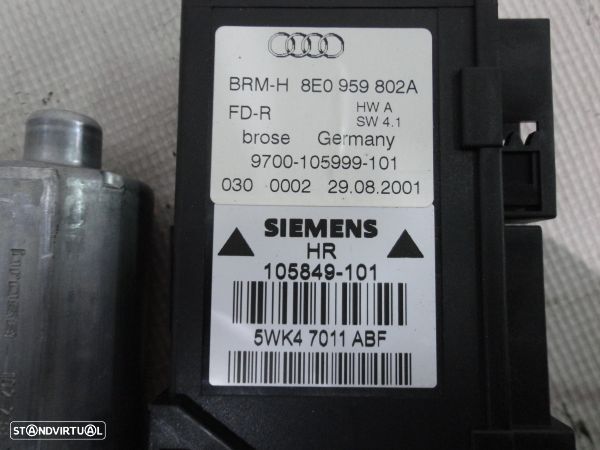 BRM-H 8E0 959 802A
FD-R HW A
SW 4.1
brose Germany
9700-105999-101
030 0002 29.08.2001
SIEMENS
HR
105849-101
5WK4 7011 ABF
STANDVIRTUAL